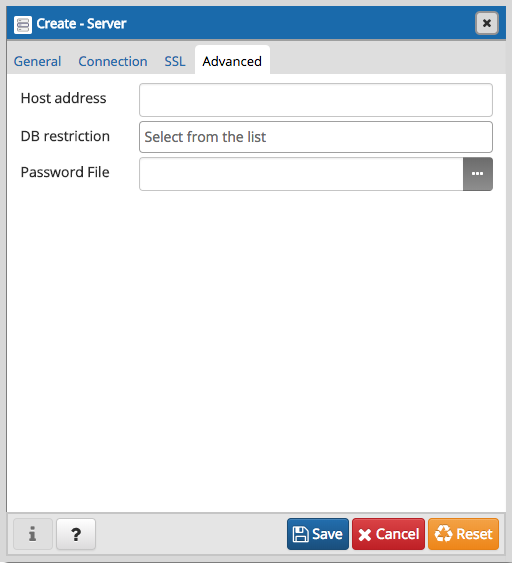 Create - Server
General Connection SSL Advanced
Host address
DB restriction Select from the list
Password File
i ? Save Cancel Reset